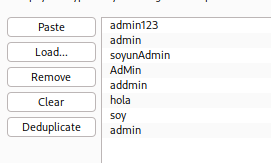 Paste
Load...
Remove
Clear
Deduplicate
admin123
admin
soyunAdmin
AdMin
addmin
hola
soy
admin